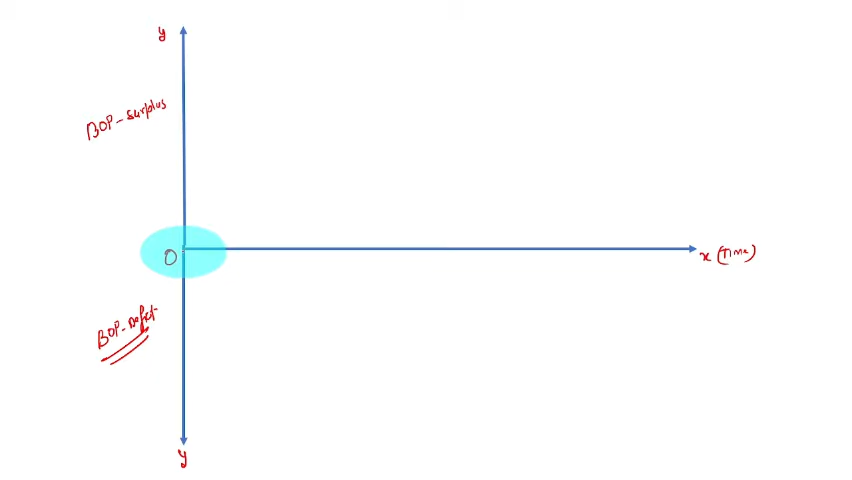 y
BOP - Surplus
O
x (Time)
BOP - Deficit
y